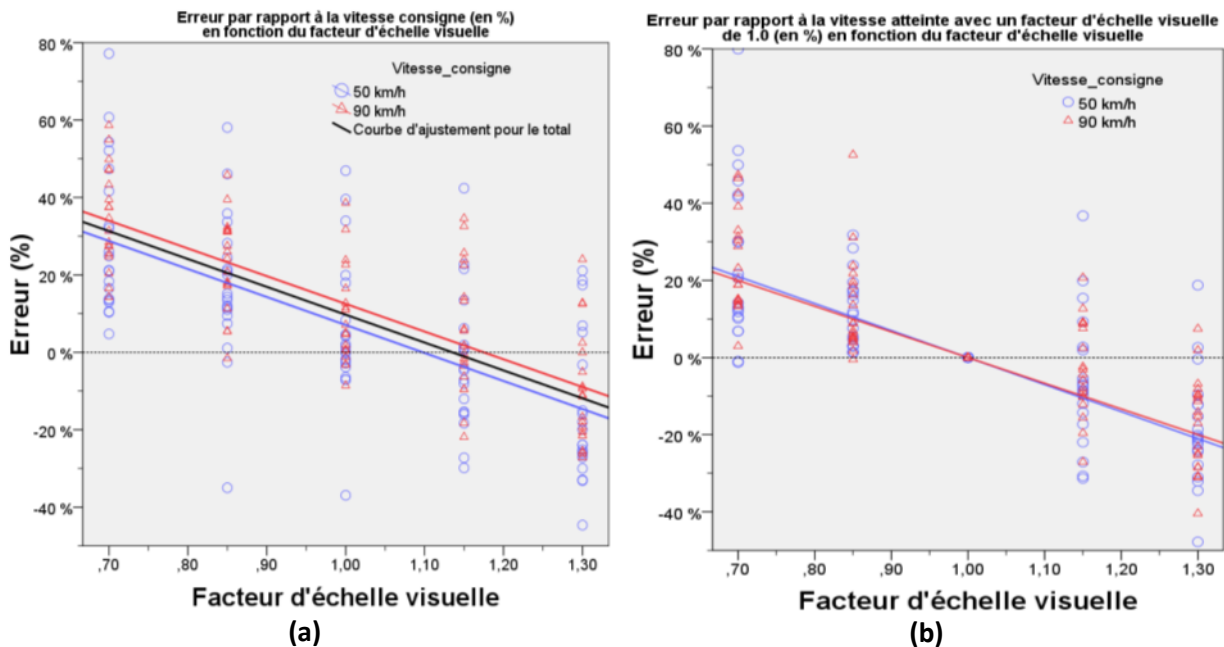 Erreur par rapport à la vitesse consigne (en %)
en fonction du facteur d'échelle visuelle
80 %
60 %
40 %
20 %
0 %
-20 %
-40 %
Erreur (%)
Vitesse_consigne
50 km/h
90 km/h
Courbe d'ajustement pour le total
,70
,80
,90
1,00
1,10
1,20
1,30
Facteur d'échelle visuelle
(a)
Erreur par rapport à la vitesse atteinte avec un facteur d'échelle visuelle
de 1.0 (en %) en fonction du facteur d'échelle visuelle
80 %
60 %
40 %
20 %
0 %
-20 %
-40 %
Erreur (%)
Vitesse_consigne
50 km/h
90 km/h
,70
,80
,90
1,00
1,10
1,20
1,30
Facteur d'échelle visuelle
(b)